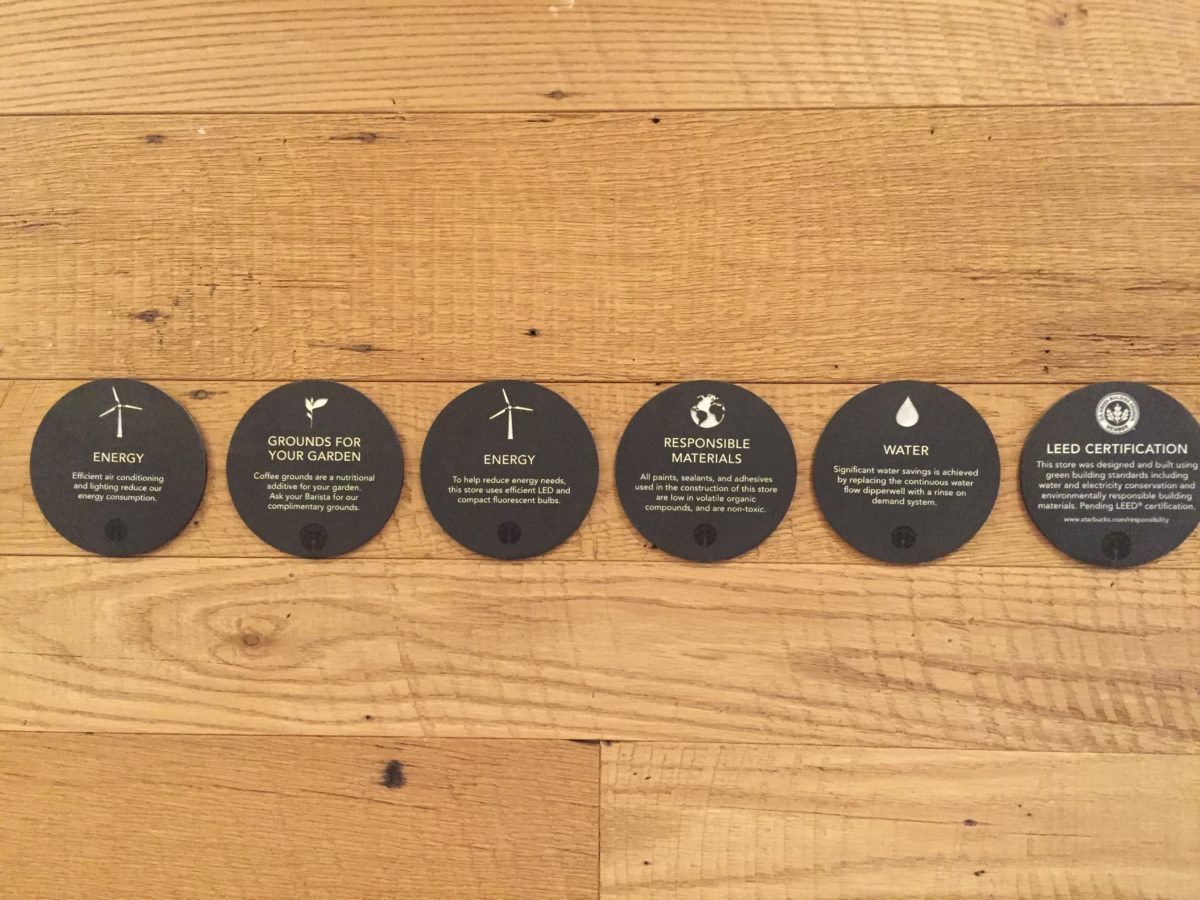 ENERGY
Efficient air conditioning
and lighting reduce our
energy consumption.
GROUNDS FOR
YOUR GARDEN
Coffee grounds are a nutritional
additive for your garden.
Ask your Barista for our
complimentary grounds.
ENERGY
To help reduce energy needs,
this store uses efficient LED and
compact fluorescent bulbs.
RESPONSIBLE
MATERIALS
All paints, sealants, and adhesives
used in the construction of this store
are low in volatile organic
compounds, and are non-toxic.
WATER
Significant water savings is achieved
by replacing the continuous water
flow dipperwell with a rinse on
demand system.
MEMBER
LEED CERTIFICATION
This store was designed and built using
green building standards including
water and electricity conservation and
environmentally responsible building
materials. Pending LEED® certification.
www.starbucks.com/responsibility